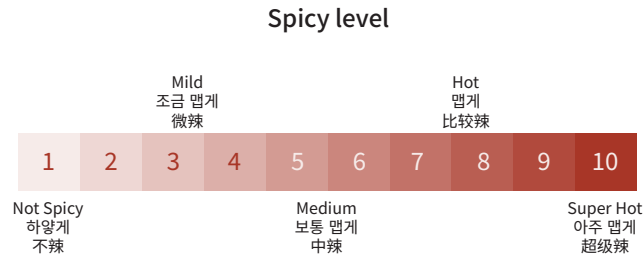 Spicy level
Mild
조금 맵게
微辣
Hot
맵게
比较辣
1 2 3 4 5 6 7 8 9 10
Not Spicy
하얗게
不辣
Medium
보통 맵게
中辣
Super Hot
아주 맵게
超级辣